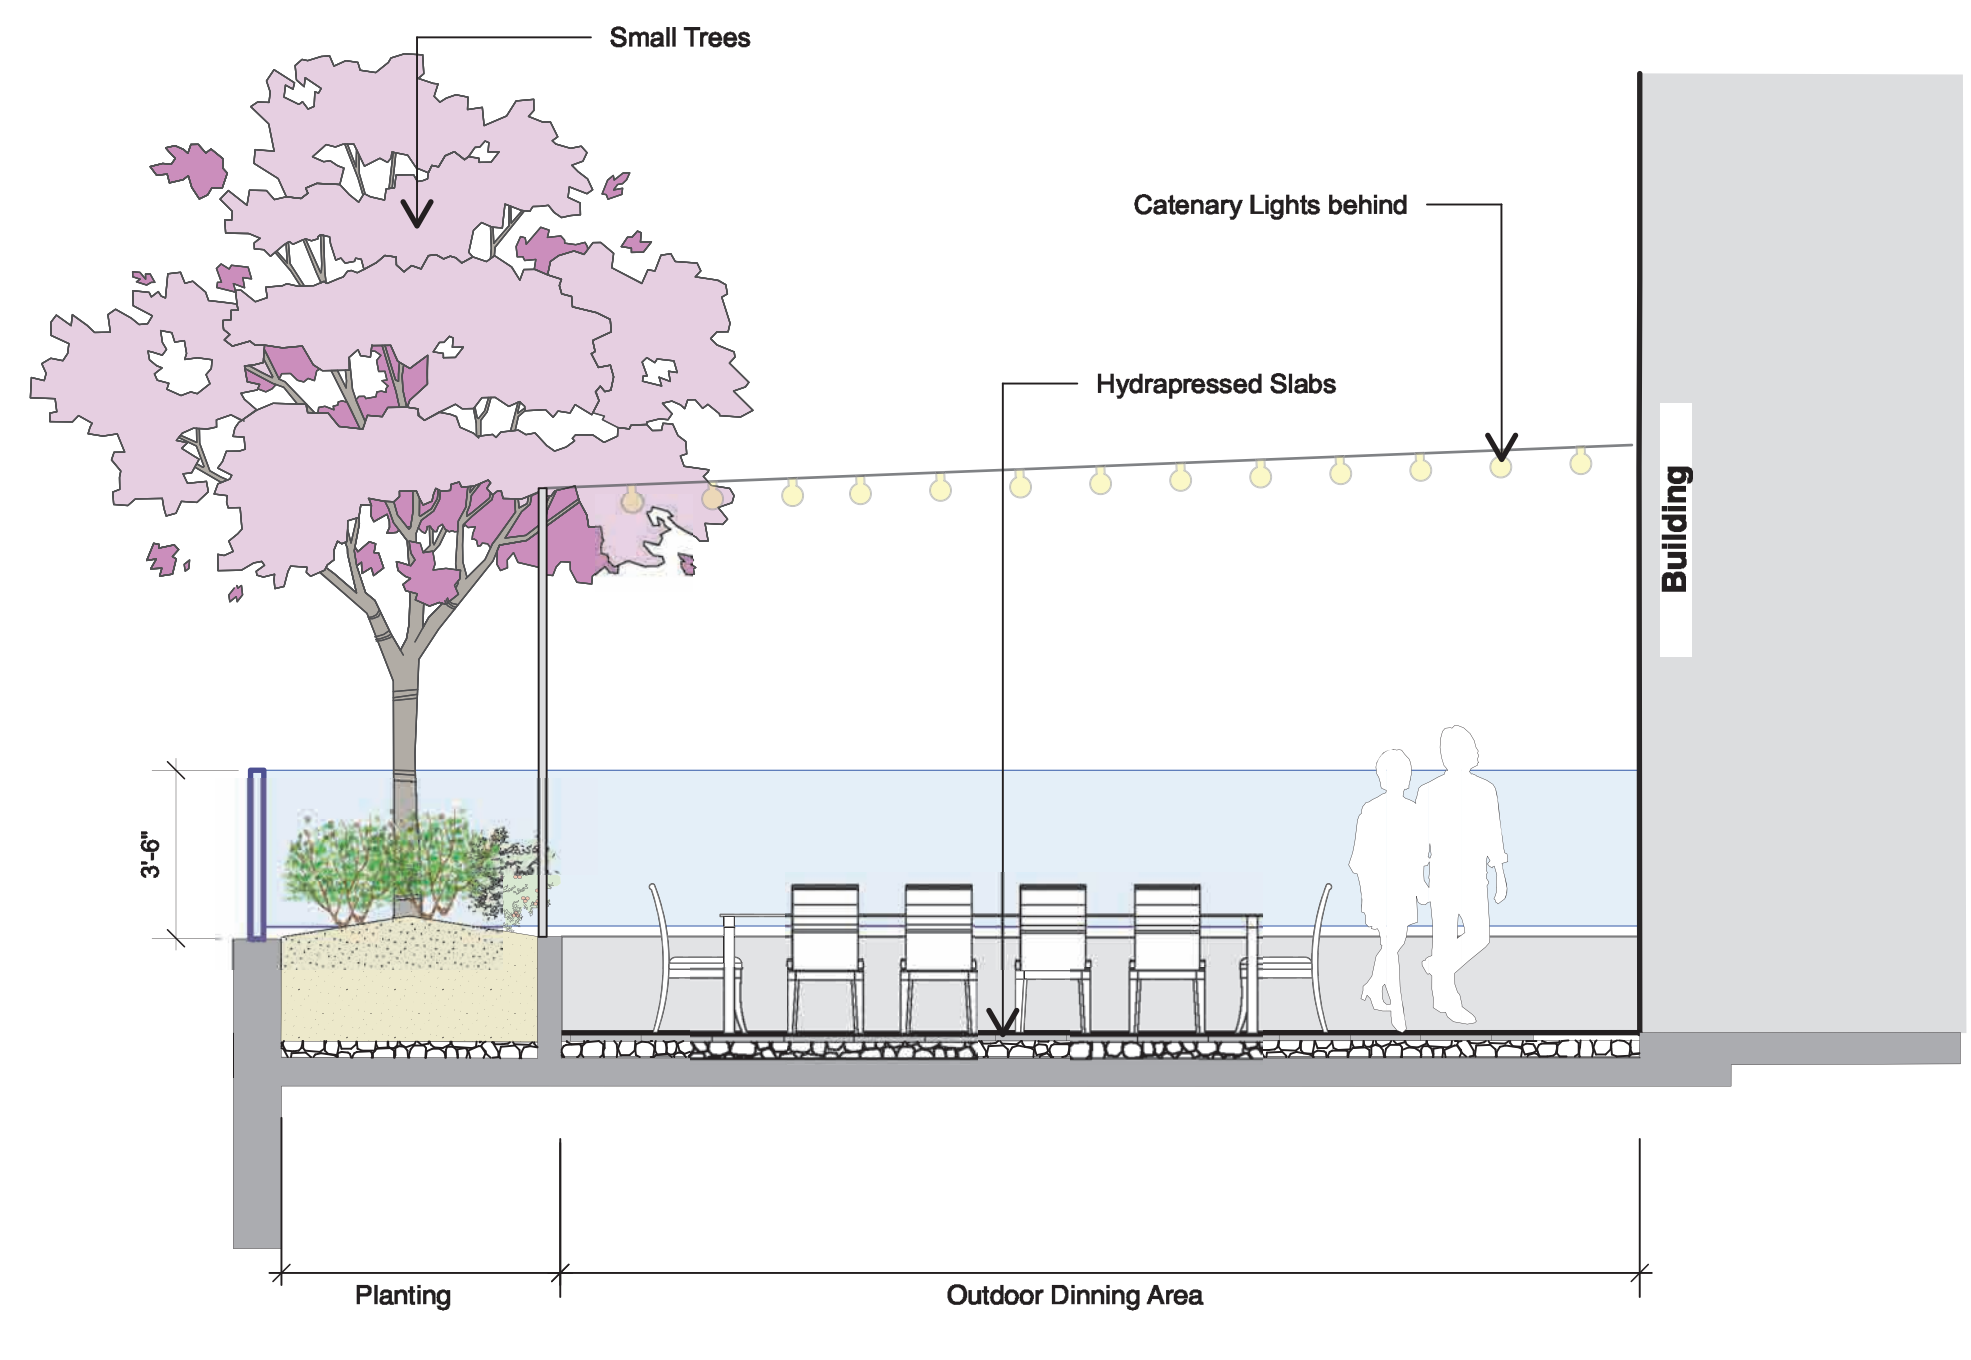 Small Trees
Catenary Lights behind
Hydrapressed Slabs
Building
3'-6"
Planting
Outdoor Dinning Area